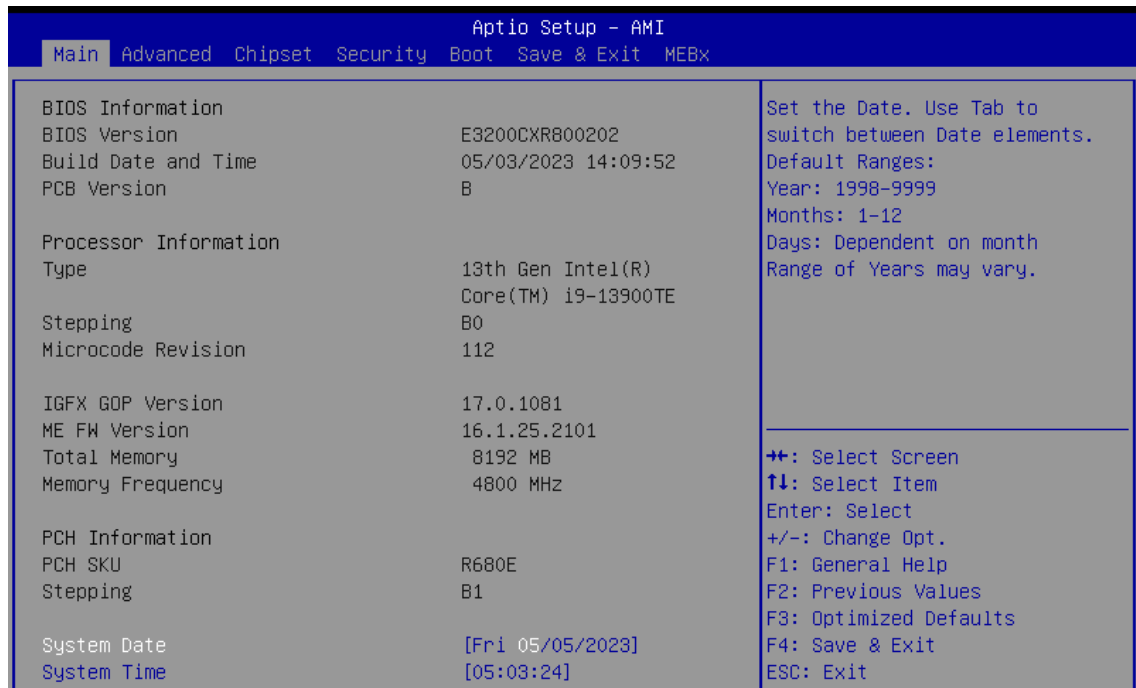 Aptio Setup – AMI
Main Advanced Chipset Security Boot Save & Exit MEBx
BIOS Information
BIOS Version E3200CXR800202
Build Date and Time 05/03/2023 14:09:52
PCB Version B
Processor Information
Type 13th Gen Intel(R)
Core(TM) i9-13900TE
Stepping B0
Microcode Revision 112
IGFX GOP Version 17.0.1081
ME FW Version 16.1.25.2101
Total Memory 8192 MB
Memory Frequency 4800 MHz
PCH Information
PCH SKU R680E
Stepping B1
System Date [Fri 05/05/2023]
System Time [05:03:24]
Set the Date. Use Tab to
switch between Date elements.
Default Ranges:
Year: 1998-9999
Months: 1-12
Days: Dependent on month
Range of Years may vary.
→←: Select Screen
↑↓: Select Item
Enter: Select
+/-: Change Opt.
F1: General Help
F2: Previous Values
F3: Optimized Defaults
F4: Save & Exit
ESC: Exit